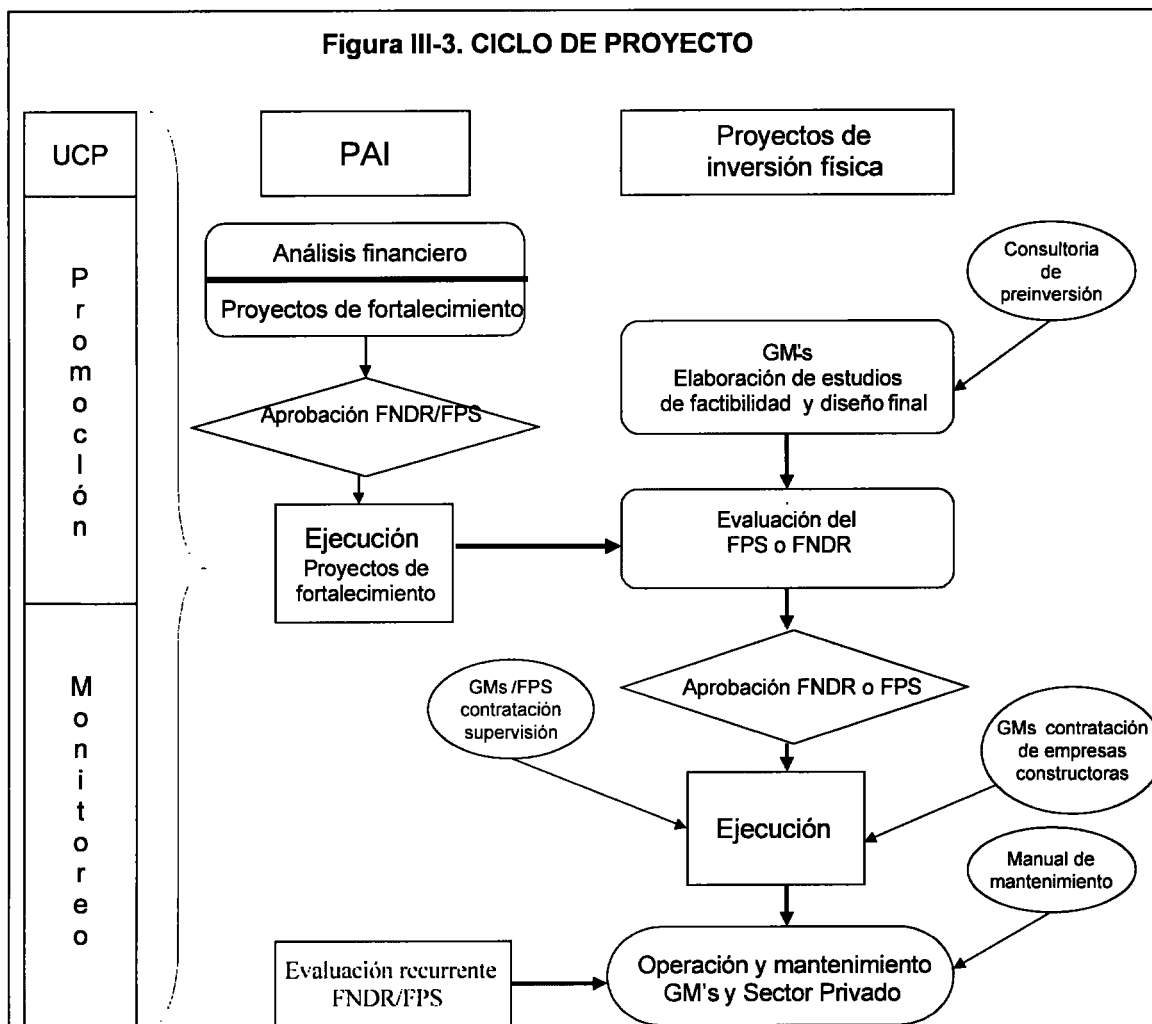 Figura III-3. CICLO DE PROYECTO
UCP
Promoción
Monitoreo
PAI
Análisis financiero
Proyectos de fortalecimiento
Aprobación FNDR/FPS
Ejecución
Proyectos de
fortalecimiento
Proyectos de
inversión física
Consultoria
de
preinversión
GM's
Elaboración de estudios
de factibilidad y diseño final
Evaluación del
FPS o FNDR
Aprobación FNDR o FPS
GMs /FPS
contratación
supervisión
GMs contratación
de empresas
constructoras
Ejecución
Manual de
mantenimiento
Evaluación recurrente
FNDR/FPS
Operación y mantenimiento
GM's y Sector Privado